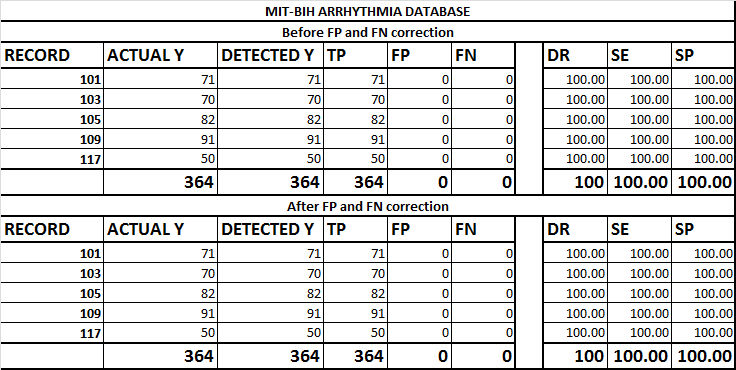 MIT-BIH ARRHYTHMIA DATABASE
Before FP and FN correction
RECORD ACTUAL Y DETECTED Y TP FP FN DR SE SP
101 71 71 71 0 0 100.00 100.00 100.00
103 70 70 70 0 0 100.00 100.00 100.00
105 82 82 82 0 0 100.00 100.00 100.00
109 91 91 91 0 0 100.00 100.00 100.00
117 50 50 50 0 0 100.00 100.00 100.00
364 364 364 0 0 100 100.00 100.00
After FP and FN correction
RECORD ACTUAL Y DETECTED Y TP FP FN DR SE SP
101 71 71 71 0 0 100.00 100.00 100.00
103 70 70 70 0 0 100.00 100.00 100.00
105 82 82 82 0 0 100.00 100.00 100.00
109 91 91 91 0 0 100.00 100.00 100.00
117 50 50 50 0 0 100.00 100.00 100.00
364 364 364 0 0 100 100.00 100.00